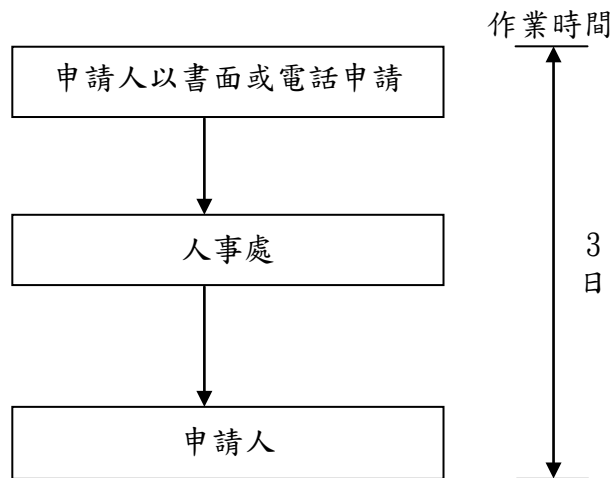 作業時間
申請人以書面或電話申請
人事處
3
日
申請人